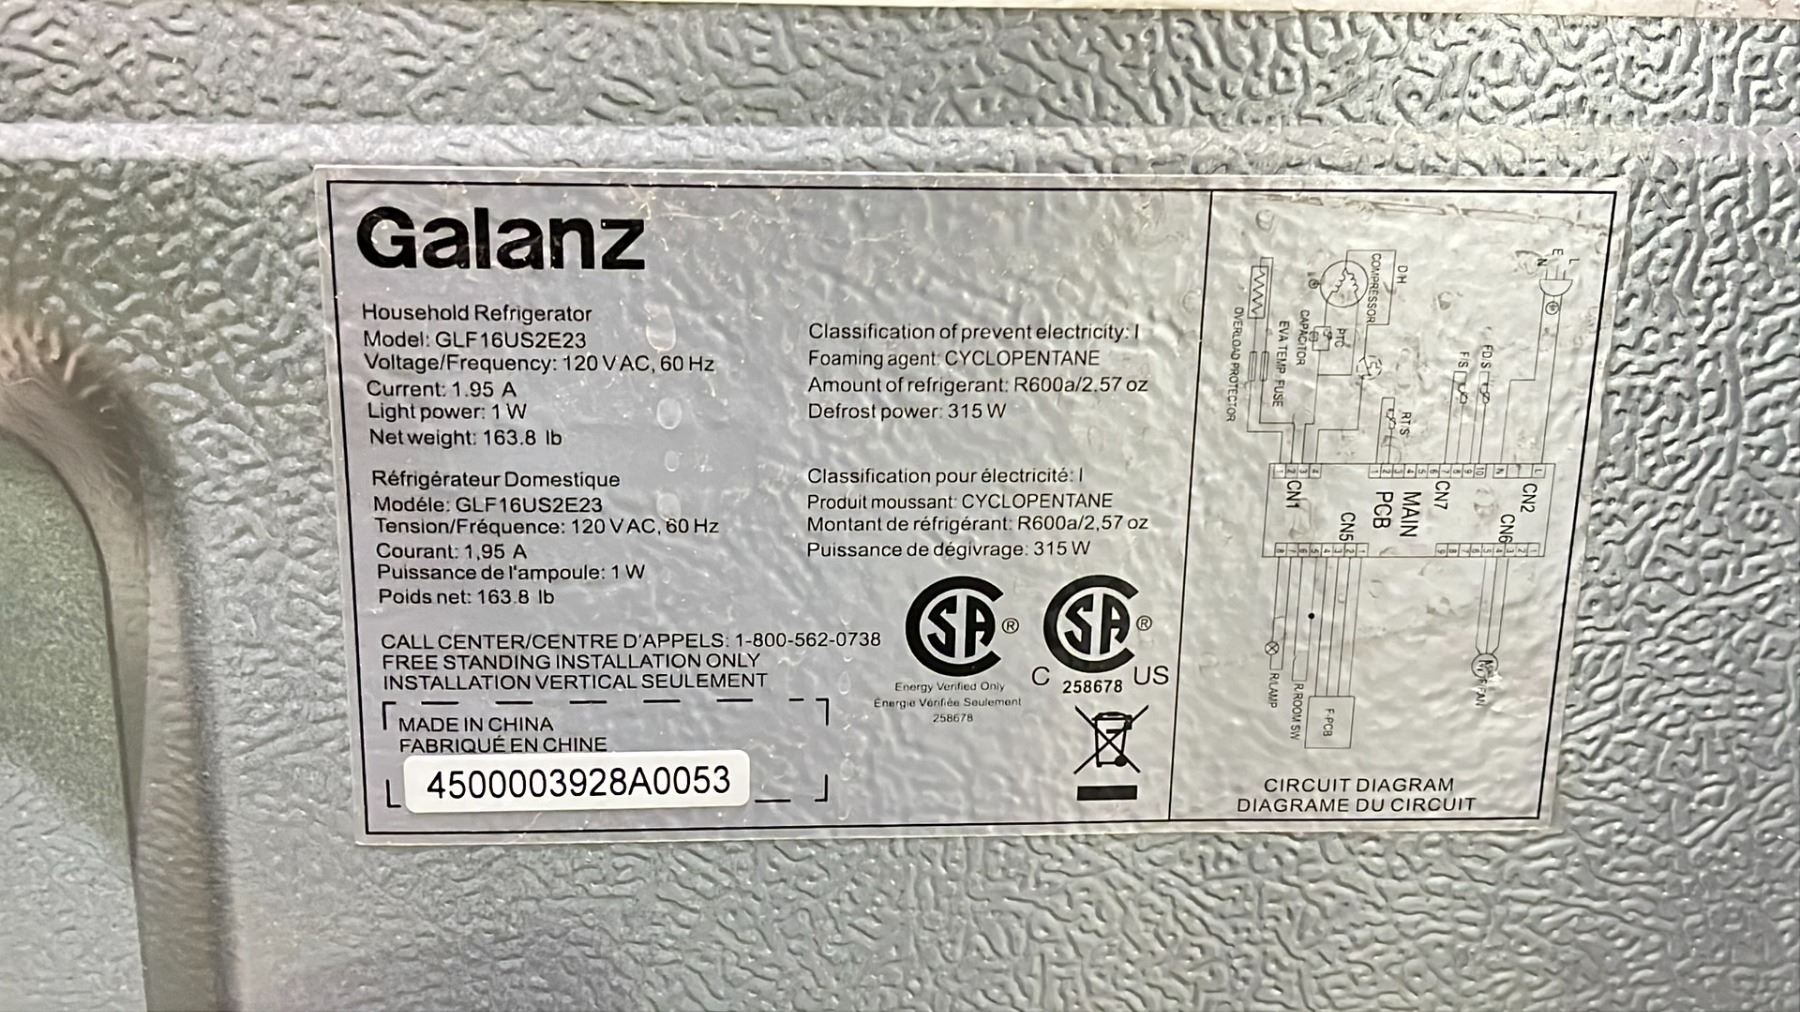 Galanz
Household Refrigerator
Model: GLF16US2E23
Voltage/Frequency: 120 V AC, 60 Hz
Current: 1.95 A
Light power: 1 W
Net weight: 163.8 lb
Classification of prevent electricity: I
Foaming agent: CYCLOPENTANE
Amount of refrigerant: R600a/2.57 oz
Defrost power: 315 W
Réfrigérateur Domestique
Modéle: GLF16US2E23
Tension/Fréquence: 120 V AC, 60 Hz
Courant: 1,95 A
Puissance de l'ampoule: 1 W
Poids net: 163.8 lb
Classification pour électricité: I
Produit moussant: CYCLOPENTANE
Montant de réfrigérant: R600a/2,57 oz
Puissance de dégivrage: 315 W
CALL CENTER/CENTRE D'APPELS: 1-800-562-0738
FREE STANDING INSTALLATION ONLY
INSTALLATION VERTICAL SEULEMENT
MADE IN CHINA
FABRIQUÉ EN CHINE
4500003928A0053
SA ®
Energy Verified Only
Énergie Vérifiée Seulement
258678
SA ®
C 258678 US
E
L
N
D H
COMPRESSOR
PTC
CAPACITOR
EVA TEMP. FUSE
OVERLOAD PROTECTOR
FDS
FS
RTS
CN1
CN7
CN2
MAIN
PCB
CN5
CN6
R.LAMP
R.ROOM SW
F-PCB
CIRCUIT DIAGRAM
DIAGRAME DU CIRCUIT